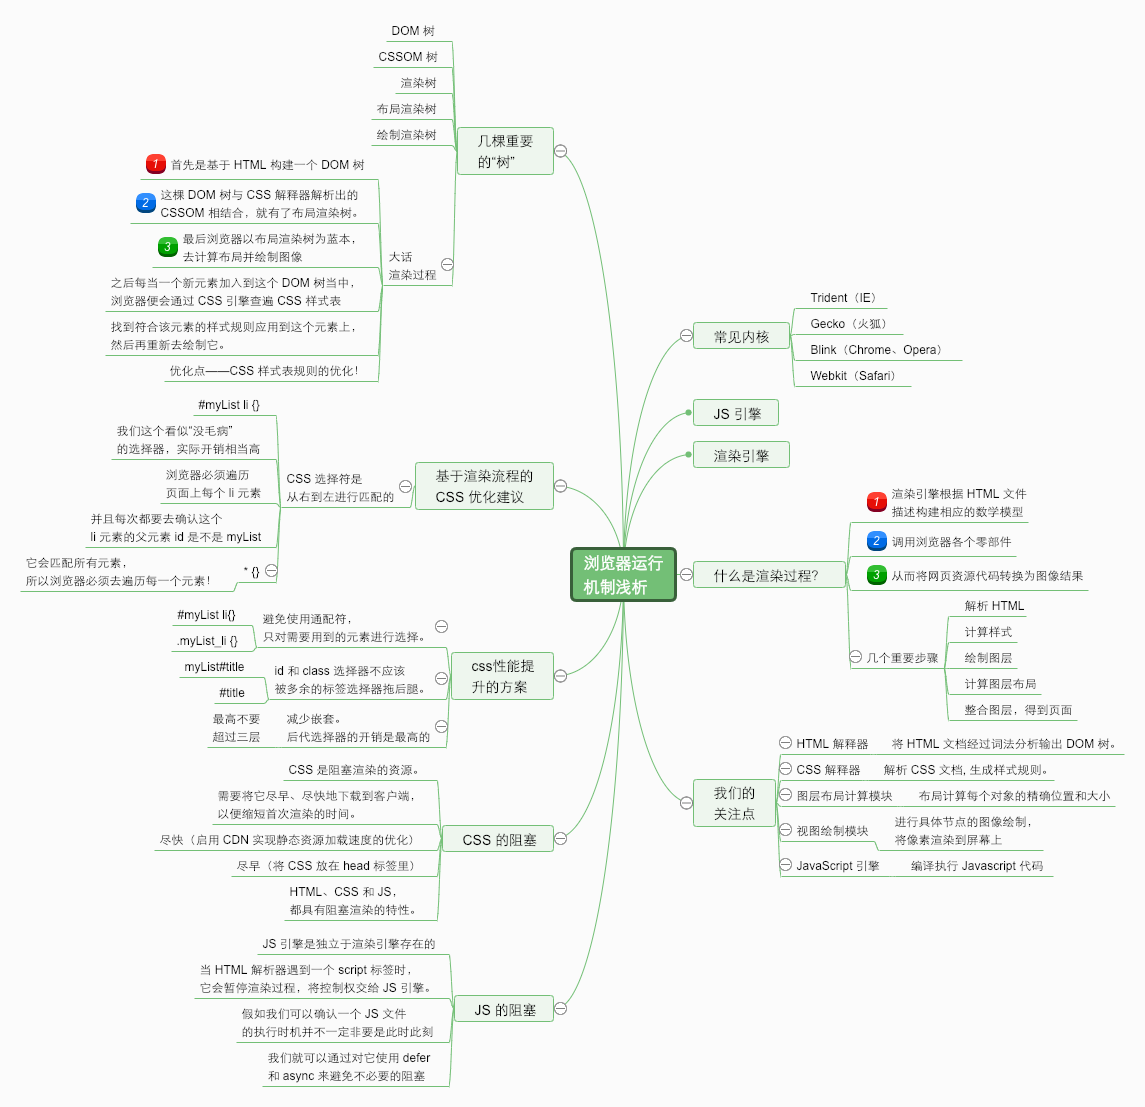 浏览器运行
机制浅析
常见内核
Trident（IE）
Gecko（火狐）
Blink（Chrome、Opera）
Webkit（Safari）
JS 引擎
渲染引擎
什么是渲染过程?
1
渲染引擎根据 HTML 文件
描述构建相应的数学模型
2
调用浏览器各个零部件
3
从而将网页资源代码转换为图像结果
几个重要步骤
解析 HTML
计算样式
绘制图层
计算图层布局
整合图层，得到页面
我们的
关注点
HTML 解释器
将 HTML 文档经过词法分析输出 DOM 树。
CSS 解释器
解析 CSS 文档, 生成样式规则。
图层布局计算模块
布局计算每个对象的精确位置和大小
视图绘制模块
进行具体节点的图像绘制，
将像素渲染到屏幕上
JavaScript 引擎
编译执行 Javascript 代码
几棵重要
的“树”
DOM 树
CSSOM 树
渲染树
布局渲染树
绘制渲染树
大话
渲染过程
1
首先是基于 HTML 构建一个 DOM 树
2
这棵 DOM 树与 CSS 解释器解析出的
CSSOM 相结合，就有了布局渲染树。
3
最后浏览器以布局渲染树为蓝本，
去计算布局并绘制图像
之后每当一个新元素加入到这个 DOM 树当中，
浏览器便会通过 CSS 引擎查遍 CSS 样式表
找到符合该元素的样式规则应用到这个元素上，
然后再重新去绘制它。
优化点——CSS 样式表规则的优化！
基于渲染流程的
CSS 优化建议
CSS 选择符是
从右到左进行匹配的
#myList li {}
我们这个看似“没毛病”
的选择器，实际开销相当高
浏览器必须遍历
页面上每个 li 元素
并且每次都要去确认这个
li 元素的父元素 id 是不是 myList
* {}
它会匹配所有元素，
所以浏览器必须去遍历每一个元素！
css性能提
升的方案
避免使用通配符，
只对需要用到的元素进行选择。
#myList li{}
.myList_li {}
id 和 class 选择器不应该
被多余的标签选择器拖后腿。
myList#title
#title
减少嵌套。
后代选择器的开销是最高的
最高不要
超过三层
CSS 的阻塞
CSS 是阻塞渲染的资源。
需要将它尽早、尽快地下载到客户端，
以便缩短首次渲染的时间。
尽快（启用 CDN 实现静态资源加载速度的优化）
尽早（将 CSS 放在 head 标签里）
HTML、CSS 和 JS，
都具有阻塞渲染的特性。
JS 的阻塞
JS 引擎是独立于渲染引擎存在的
当 HTML 解析器遇到一个 script 标签时，
它会暂停渲染过程，将控制权交给 JS 引擎。
假如我们可以确认一个 JS 文件
的执行时机并不一定非要是此时此刻
我们就可以通过对它使用 defer
和 async 来避免不必要的阻塞